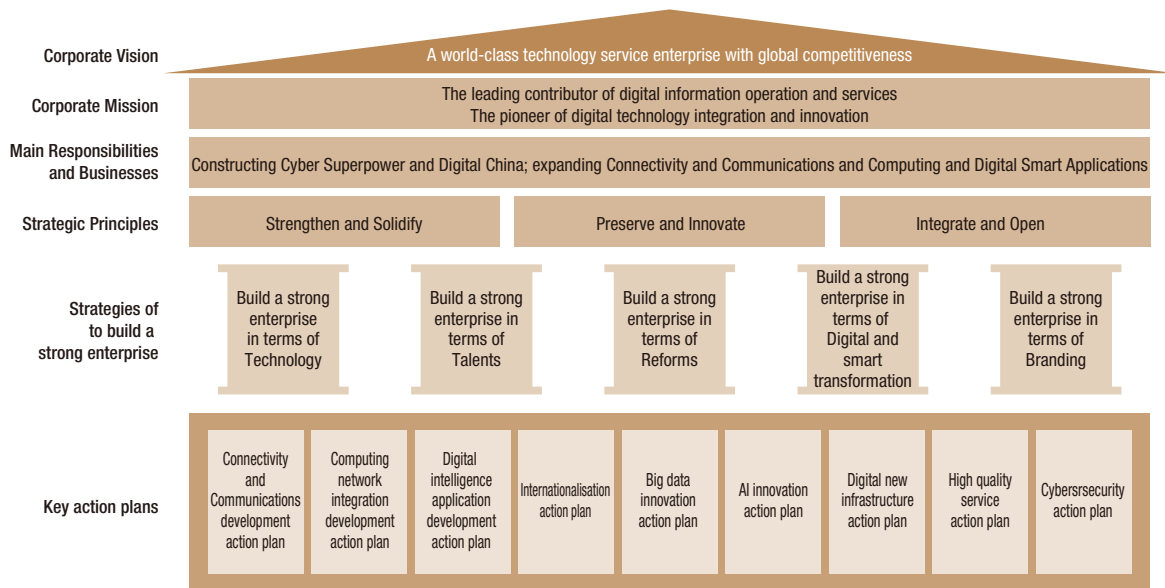 Corporate Vision
A world-class technology service enterprise with global competitiveness
Corporate Mission
The leading contributor of digital information operation and services
The pioneer of digital technology integration and innovation
Main Responsibilities
and Businesses
Constructing Cyber Superpower and Digital China; expanding Connectivity and Communications and Computing and Digital Smart Applications
Strategic Principles
Strengthen and Solidify
Preserve and Innovate
Integrate and Open
Strategies of
to build a
strong enterprise
Build a strong
enterprise
in terms of
Technology
Build a strong
enterprise in
terms of
Talents
Build a strong
enterprise in
terms of
Reforms
Build a strong
enterprise in
terms of
Digital and
smart
transformation
Build a strong
enterprise in
terms of
Branding
Key action plans
Connectivity
and
Communications
development
action plan
Computing
network
integration
development
action plan
Digital
intelligence
application
development
action plan
Internationalisation
action plan
Big data
innovation
action plan
AI innovation
action plan
Digital new
infrastructure
action plan
High quality
service
action plan
Cybersrsecurity
action plan